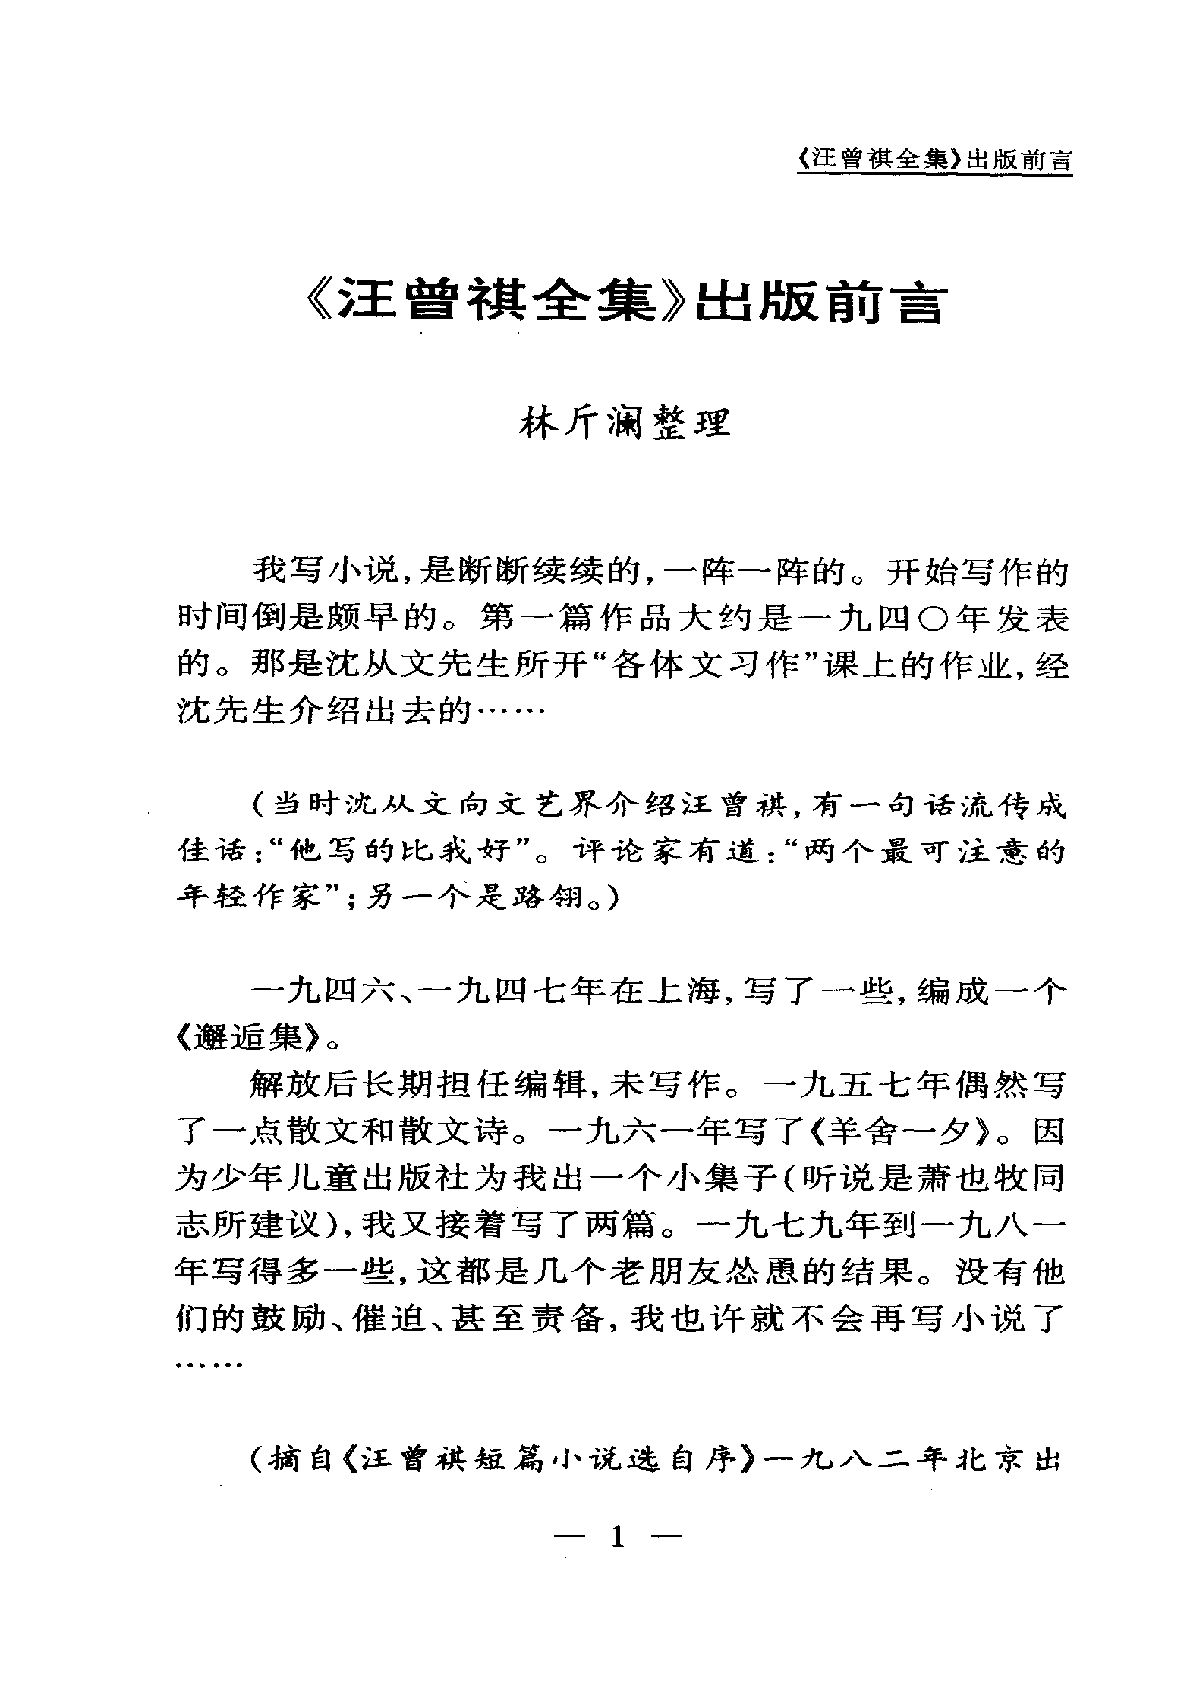 《汪曾祺全集》出版前言
《汪曾祺全集》出版前言
林斤澜整理
我写小说,是断断续续的,一阵一阵的。开始写作的
时间倒是颇早的。第一篇作品大约是一九四〇年发表
的。那是沈从文先生所开“各体文习作”课上的作业,经
沈先生介绍出去的……
(当时沈从文向文艺界介绍汪曾祺,有一句话流传成
佳话:“他写的比我好”。评论家有道:“两个最可注意的
年轻作家”;另一个是路翎。)
一九四六、一九四七年在上海,写了一些,编成一个
《邂逅集》。
解放后长期担任编辑,未写作。一九五七年偶然写
了一点散文和散文诗。一九六一年写了《羊舍一夕》。因
为少年儿童出版社为我出一个小集子(听说是萧也牧同
志所建议),我又接着写了两篇。一九七九年到一九八一
年写得多一些,这都是几个老朋友怂恿的结果。没有他
们的鼓励、催迫、甚至责备,我也许就不会再写小说了
……
(摘自《汪曾祺短篇小说选自序》一九八二年北京出
— 1 —